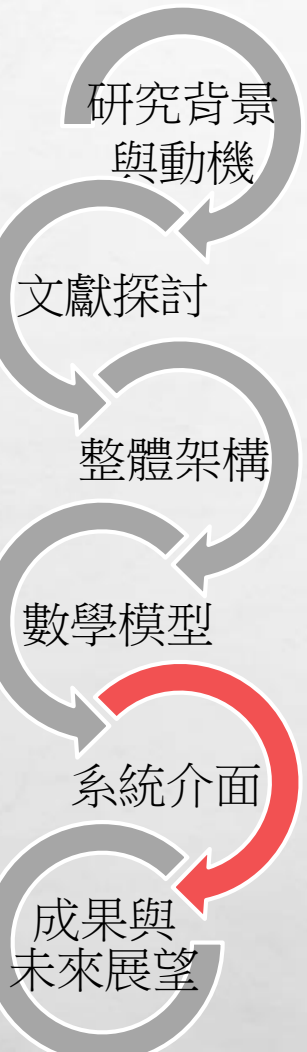 研究背景
與動機
文獻探討
整體架構
數學模型
系統介面
成果與
未來展望